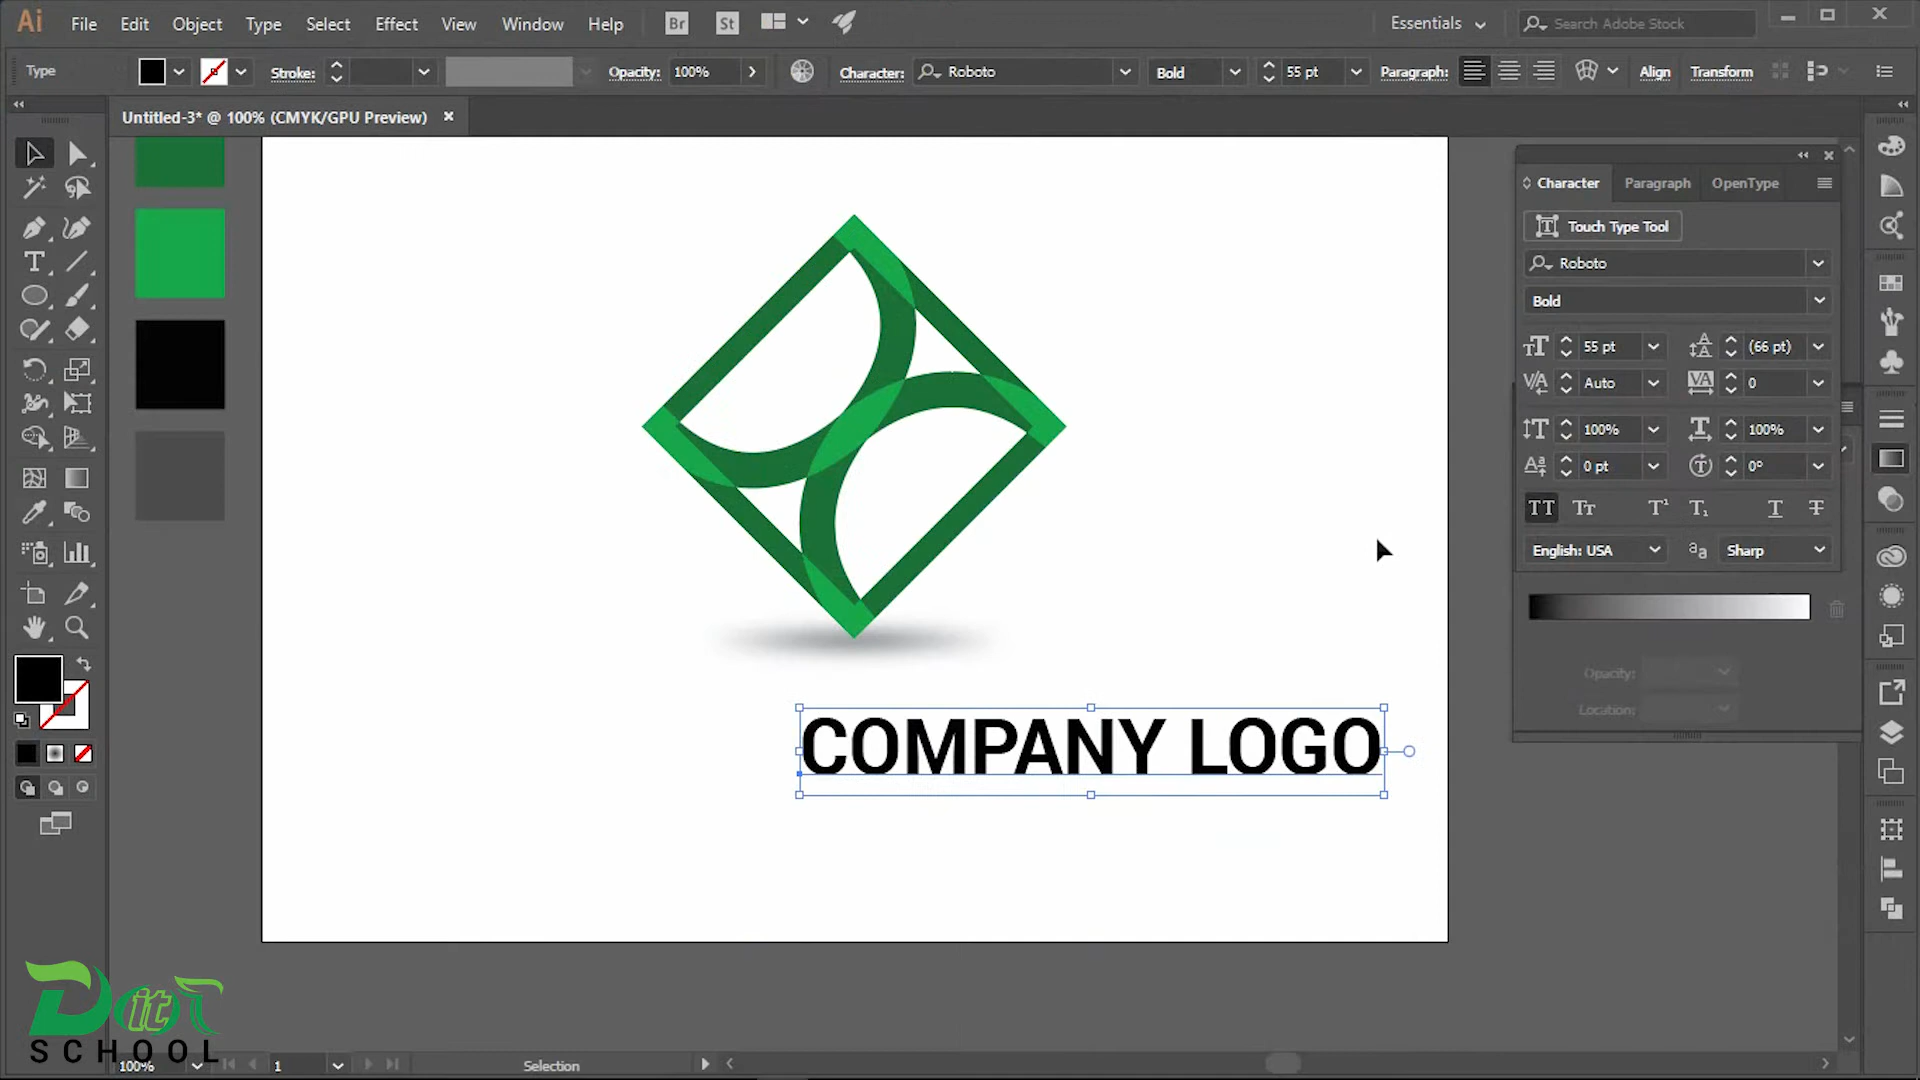 Ai File Edit Object Type Select Effect View Window Help Br St Essentials Search Adobe Stock
Type Stroke: Opacity: 100% Character: Roboto Bold 55 pt Paragraph: Align Transform
Untitled-3* @ 100% (CMYK/GPU Preview)
Character Paragraph OpenType
Touch Type Tool
Roboto
Bold
55 pt (66 pt)
Auto 0
100% 100%
0 pt 0°
English: USA Sharp
Opacity:
Location:
COMPANY LOGO
Dit
SCHOOL
100% 1 Selection